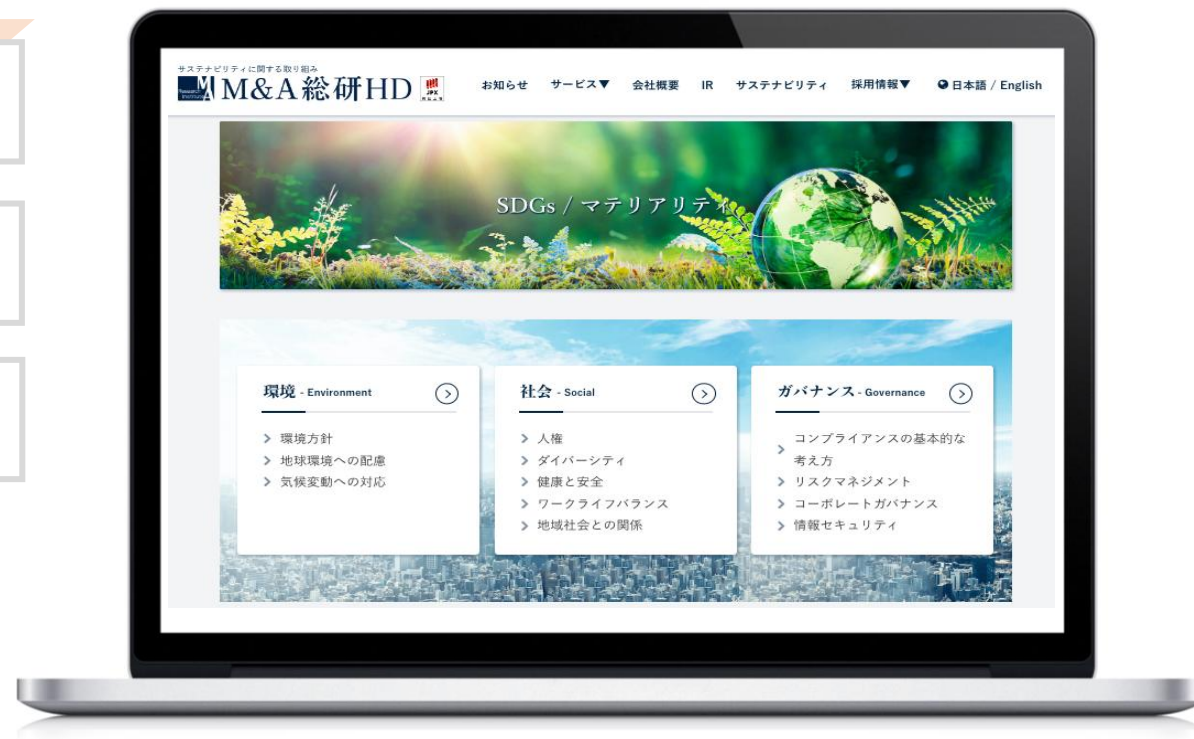 サステナビリティに関する取り組み
Research Institute MA M&A総研HD JPX お知らせ サービス▼ 会社概要 IR サステナビリティ 採用情報▼ 日本語 / English
SDGs / マテリアリティ
環境 - Environment
環境方針
地球環境への配慮
気候変動への対応
社会 - Social
人権
ダイバーシティ
健康と安全
ワークライフバランス
地域社会との関係
ガバナンス - Governance
コンプライアンスの基本的な
考え方
リスクマネジメント
コーポレートガバナンス
情報セキュリティ